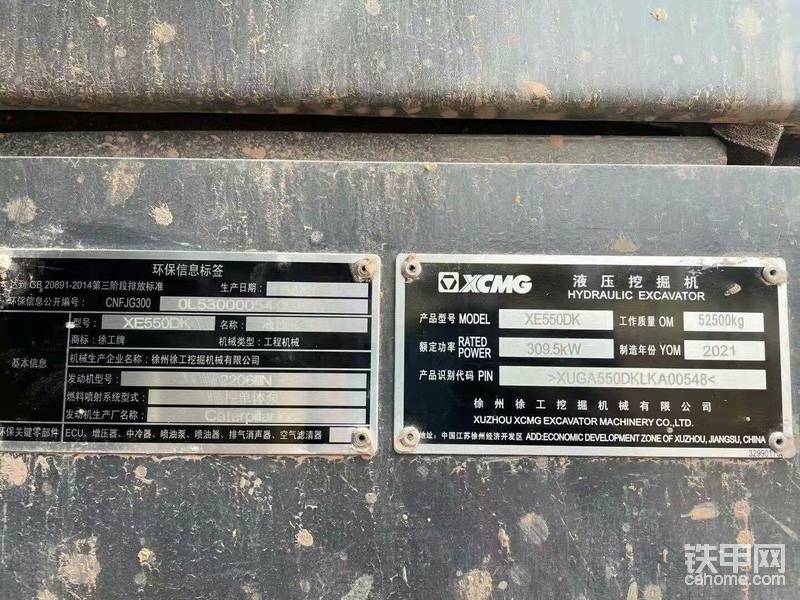 环保信息标签
达到 GB 20891-2014第三阶段排放标准
生产日期:
环保信息公开编号: CNFJG300
型号: XE550DK 名称:
商标: 徐工牌 机械类型: 工程机械
基本信息
机械生产企业名称: 徐州徐工挖掘机械有限公司
发动机型号:
燃料喷射系统型式:
发动机生产厂名称:
环保关键零部件 ECU、增压器、中冷器、喷油泵、喷油器、排气消声器、空气滤清器
XCMG 液压挖掘机
HYDRAULIC EXCAVATOR
产品型号 MODEL XE550DK 工作质量 OM 52500kg
额定功率 RATED POWER 309.5kW 制造年份 YOM 2021
产品识别代码 PIN >XUGA550DKLKA00548<
徐州徐工挖掘机械有限公司
XUZHOU XCMG EXCAVATOR MACHINERY CO.,LTD.
地址: 中国江苏徐州经济开发区 ADD:ECONOMIC DEVELOPMENT ZONE OF XUZHOU, JIANGSU, CHINA
铁甲网
cehome.com